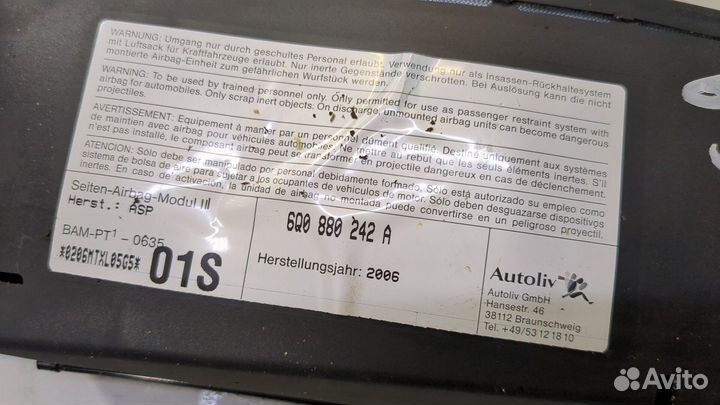 WARNUNG: Umgang nur durch geschultes Personal erlaubt, verwendung nur als Insassen-Rückhaltesystem
mit Luftsack für Kraftfahrzeuge erlaubt. Nur inerte Gegenstände verschrotten. Bei Auslösung kann die nicht
montierte Airbag-Einheit zum gefährlichen Wurfstück werden.
WARNING: To be used by trained personnel only. Only permitted for use as passenger restraint system with
airbag for automobiles. Only scrap inert objects. On discharge, unmounted airbag units can become dangerous
projectiles.
AVERTISSEMENT: Equipement à manier par un personnel dûment qualifié. Destiné uniquement aux systèmes
de maintien avec airbag pour véhicules automobiles. Ne mettre au rebut que les seuls éléments inertes. S'il
n'est pas installé, le composant airbag peut se transformer en projectile dangereux en cas de déclenchement.
ATENCION: Sólo debe ser manipulado por personal debidamente formado. Sólo está autorizado su empleo como
sistema de bolsa de aire para sujetar a los ocupantes de vehículos de motor. Sólo deben desguazarse dispositivos
inertes. En caso de activación, la unidad de airbag no montada puede convertirse en un peligroso proyectil.
Seiten-Airbag-Modul III
Herst.: ASP
BAM-PT¹ - 0635
*0206MTXL05G5* 01S
6Q0 880 242 A
Herstellungsjahr: 2006
Autoliv
Autoliv GmbH
Hansestr. 46
38112 Braunschweig
Tel. +49/53 12 18 10
Avito